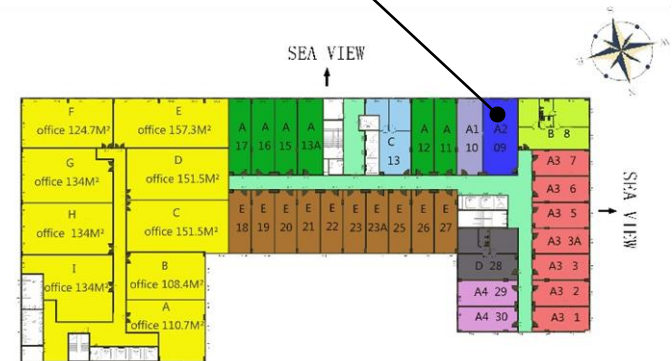 SEA VIEW
F
office 124.7M²
E
office 157.3M²
G
office 134M²
D
office 151.5M²
H
office 134M²
C
office 151.5M²
I
office 134M²
B
office 108.4M²
A
office 110.7M²
A
17
A
16
A
15
A
13A
C
13
A
12
A
11
A1
10
A2
09
B 8
E
18
E
19
E
20
E
21
E
22
E
23
E
23A
E
25
E
26
E
27
D 28
A4 29
A4 30
A3 7
A3 6
A3 5
A3 3A
A3 3
A3 2
A3 1
SEA VIEW